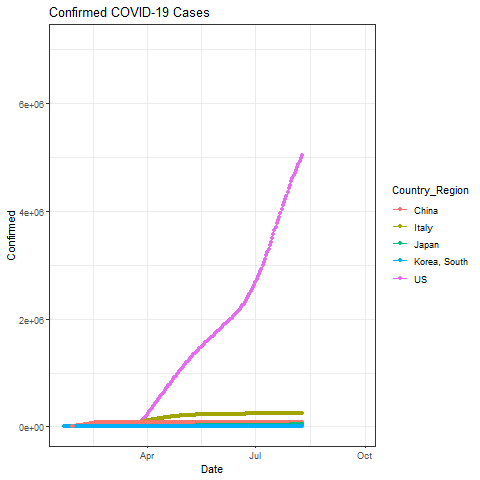 Confirmed COVID-19 Cases
6e+06
4e+06
2e+06
0e+00
Confirmed
Apr
Jul
Oct
Date
Country_Region
China
Italy
Japan
Korea, South
US